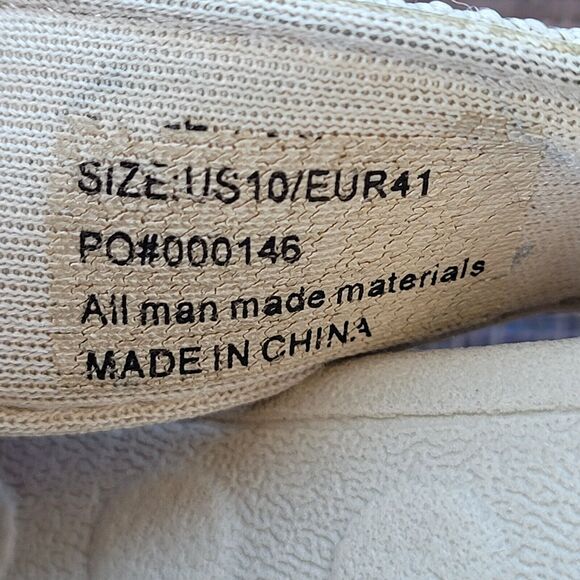 SIZE:US10/EUR41
PO#000146
All man made materials
MADE IN CHINA